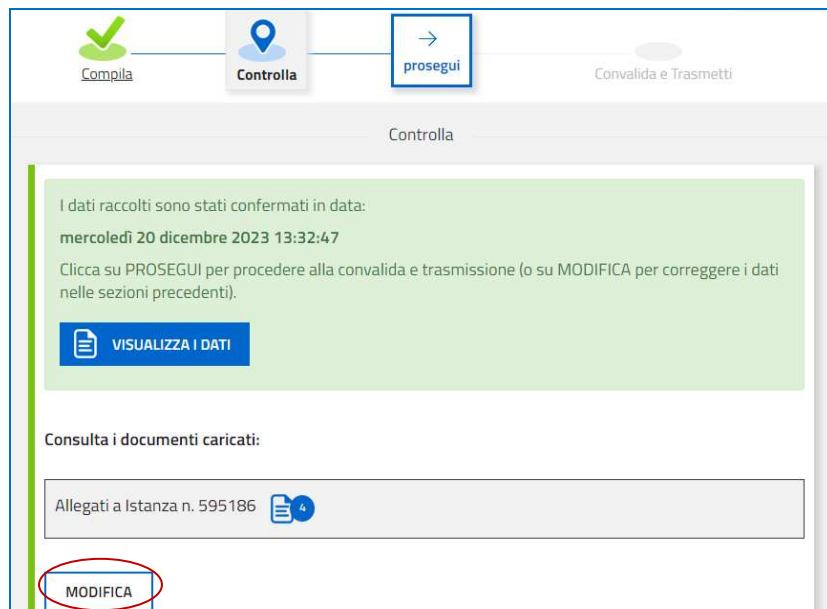 Compila
Controlla
prosegui
Convalida e Trasmetti
Controlla
I dati raccolti sono stati confermati in data:
mercoledì 20 dicembre 2023 13:32:47
Clicca su PROSEGUI per procedere alla convalida e trasmissione (o su MODIFICA per correggere i dati
nelle sezioni precedenti).
VISUALIZZA I DATI
Consulta i documenti caricati:
Allegati a Istanza n. 595186 4
MODIFICA